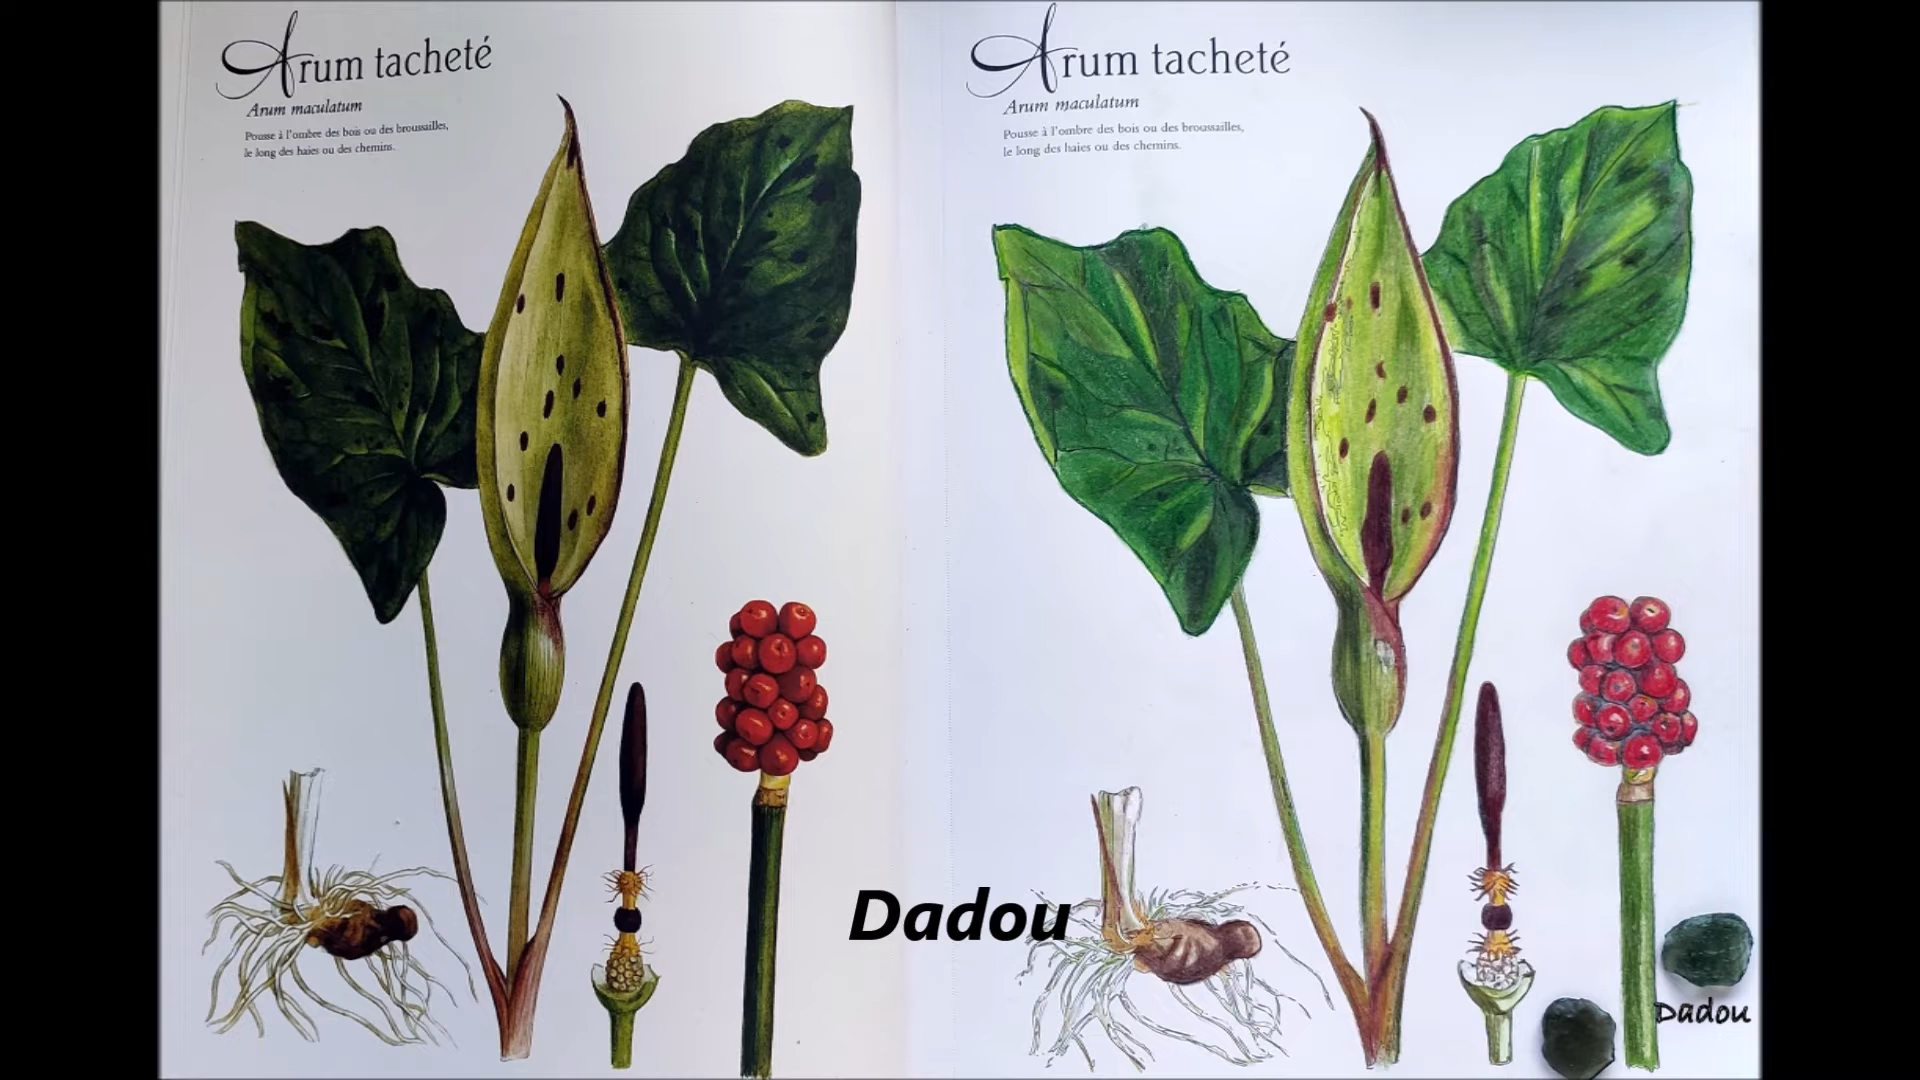 Arum tacheté
Arum maculatum
Pousse à l'ombre des bois ou des broussailles,
le long des haies ou des chemins.
Arum tacheté
Arum maculatum
Pousse à l'ombre des bois ou des broussailles,
le long des haies ou des chemins.
Dadou
Dadou